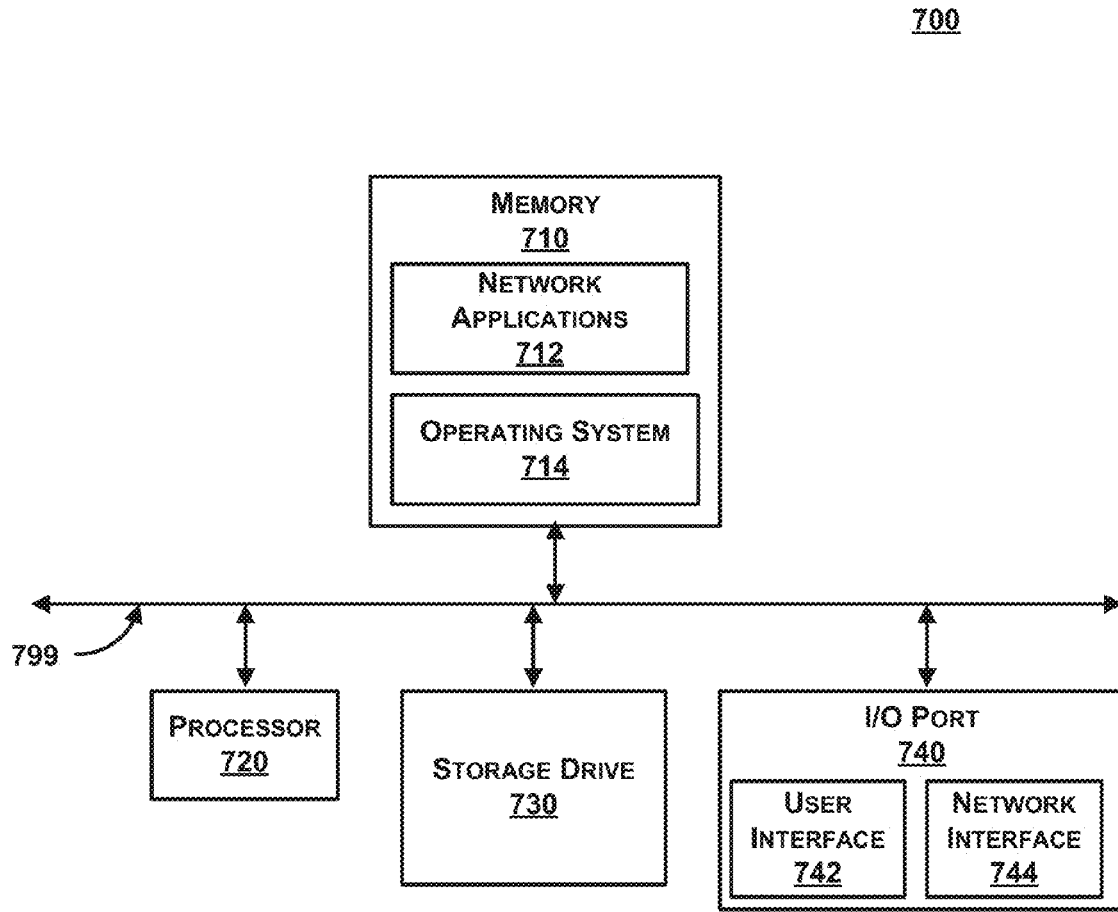 700
MEMORY
710
NETWORK
APPLICATIONS
712
OPERATING SYSTEM
714
799
PROCESSOR
720
STORAGE DRIVE
730
I/O PORT
740
USER
INTERFACE
742
NETWORK
INTERFACE
744